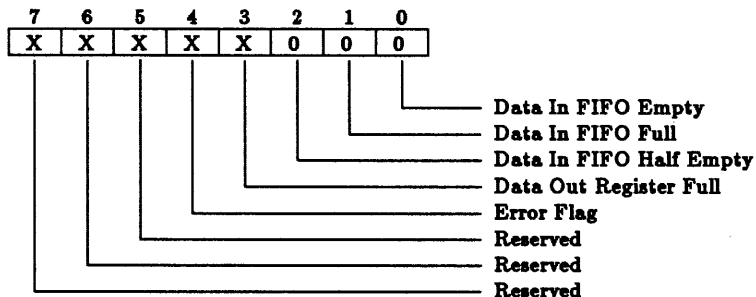 7 6 5 4 3 2 1 0
X X X X X 0 0 0
Data In FIFO Empty
Data In FIFO Full
Data In FIFO Half Empty
Data Out Register Full
Error Flag
Reserved
Reserved
Reserved